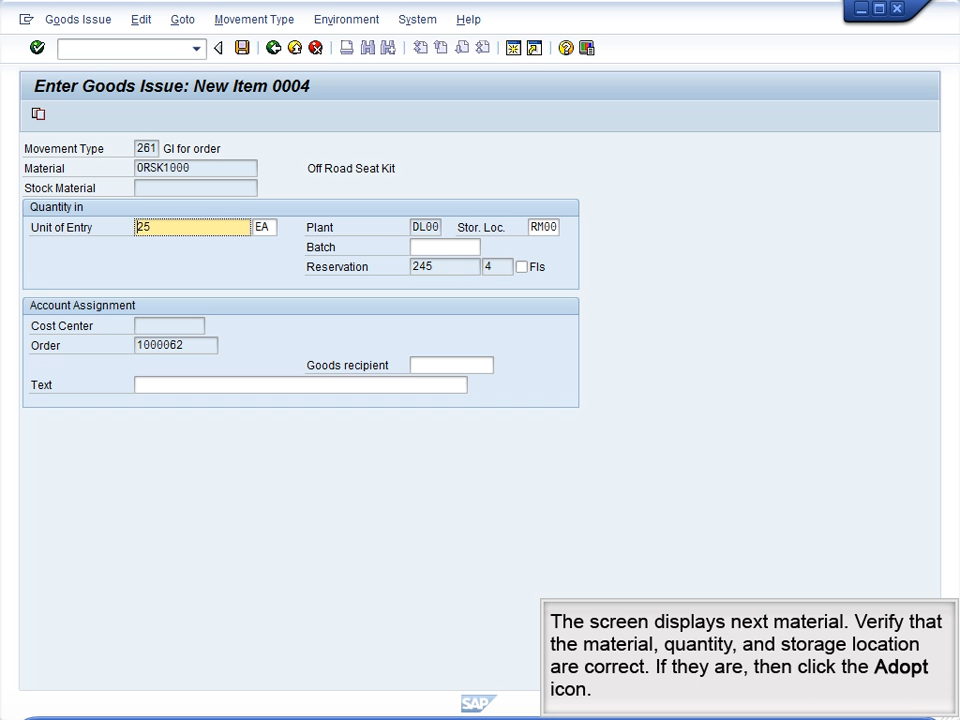 Goods Issue Edit Goto Movement Type Environment System Help
Enter Goods Issue: New Item 0004
Movement Type 261 GI for order
Material ORSK1000 Off Road Seat Kit
Stock Material
Quantity in
Unit of Entry 25 EA Plant DL00 Stor. Loc. RM00
Batch
Reservation 245 4 FIs
Account Assignment
Cost Center
Order 1000062
Goods recipient
Text
The screen displays next material. Verify that
the material, quantity, and storage location
are correct. If they are, then click the Adopt
icon.
SAP